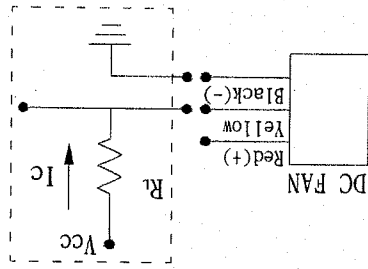 DC FAN
Red(+)
Yellow
Black(-)
Vcc
RL
Ic